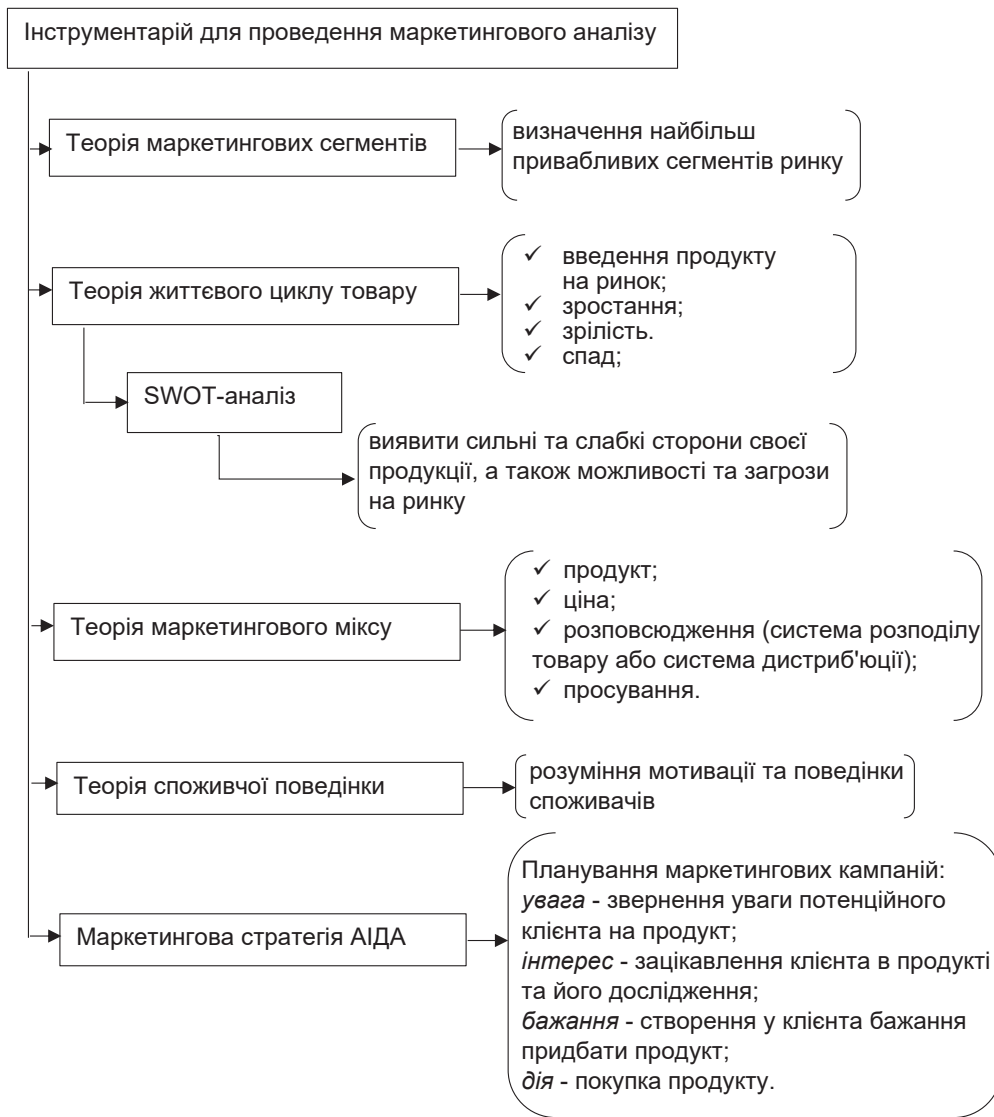 Інструментарій для проведення маркетингового аналізу
Теорія маркетингових сегментів
визначення найбільш
привабливих сегментів ринку
Теорія життєвого циклу товару
✓ введення продукту
на ринок;
✓ зростання;
✓ зрілість.
✓ спад;
SWOT-аналіз
виявити сильні та слабкі сторони своєї
продукції, а також можливості та загрози
на ринку
Теорія маркетингового міксу
✓ продукт;
✓ ціна;
✓ розповсюдження (система розподілу
товару або система дистриб'юції);
✓ просування.
Теорія споживчої поведінки
розуміння мотивації та поведінки
споживачів
Маркетингова стратегія АІДА
Планування маркетингових кампаній:
увага - звернення уваги потенційного
клієнта на продукт;
інтерес - зацікавлення клієнта в продукті
та його дослідження;
бажання - створення у клієнта бажання
придбати продукт;
дія - покупка продукту.